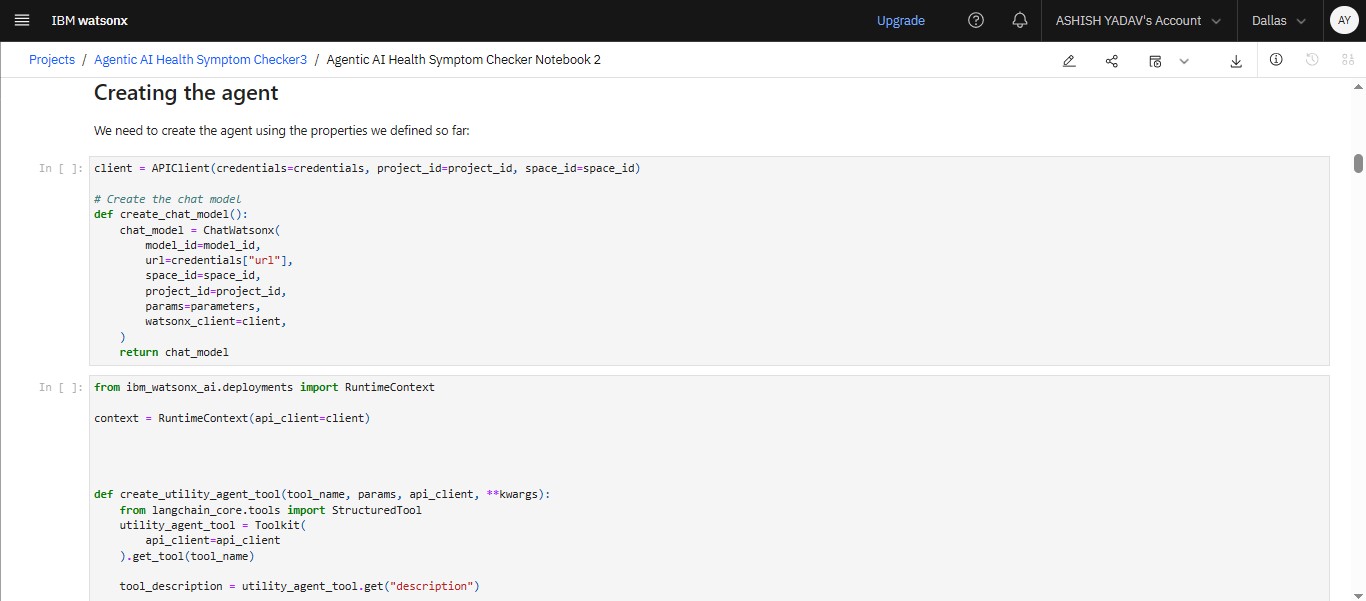 IBM watsonx
Upgrade
ASHISH YADAV's Account
Dallas
AY
Projects / Agentic AI Health Symptom Checker3 / Agentic AI Health Symptom Checker Notebook 2
Creating the agent
We need to create the agent using the properties we defined so far:
In [ ]:
client = APIClient(credentials=credentials, project_id=project_id, space_id=space_id)
# Create the chat model
def create_chat_model():
    chat_model = ChatWatsonx(
        model_id=model_id,
        url=credentials["url"],
        space_id=space_id,
        project_id=project_id,
        params=parameters,
        watsonx_client=client,
    )
    return chat_model
In [ ]:
from ibm_watsonx_ai.deployments import RuntimeContext
context = RuntimeContext(api_client=client)
def create_utility_agent_tool(tool_name, params, api_client, **kwargs):
    from langchain_core.tools import StructuredTool
    utility_agent_tool = Toolkit(
        api_client=api_client
    ).get_tool(tool_name)
    tool_description = utility_agent_tool.get("description")